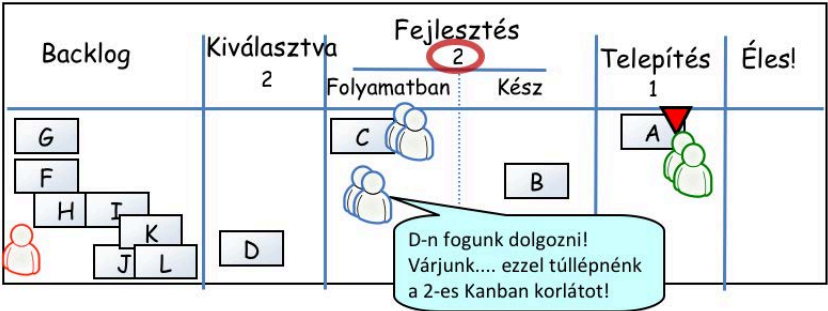 Backlog
Kiválasztva
2
Fejlesztés
2
Folyamatban
Kész
Telepítés
1
Éles!
G
F
H
I
K
J
L
D
C
B
A
D-n fogunk dolgozni!
Várjunk.... ezzel túllépnénk
a 2-es Kanban korlátot!